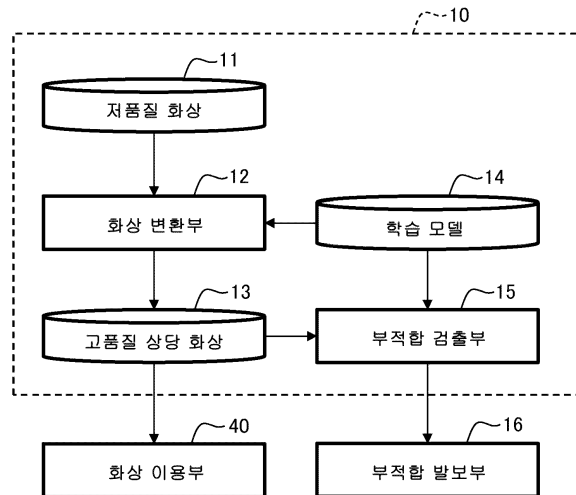 10
11
저품질 화상
12
14
화상 변환부
학습 모델
13
15
고품질 상당 화상
부적합 검출부
40
16
화상 이용부
부적합 발보부